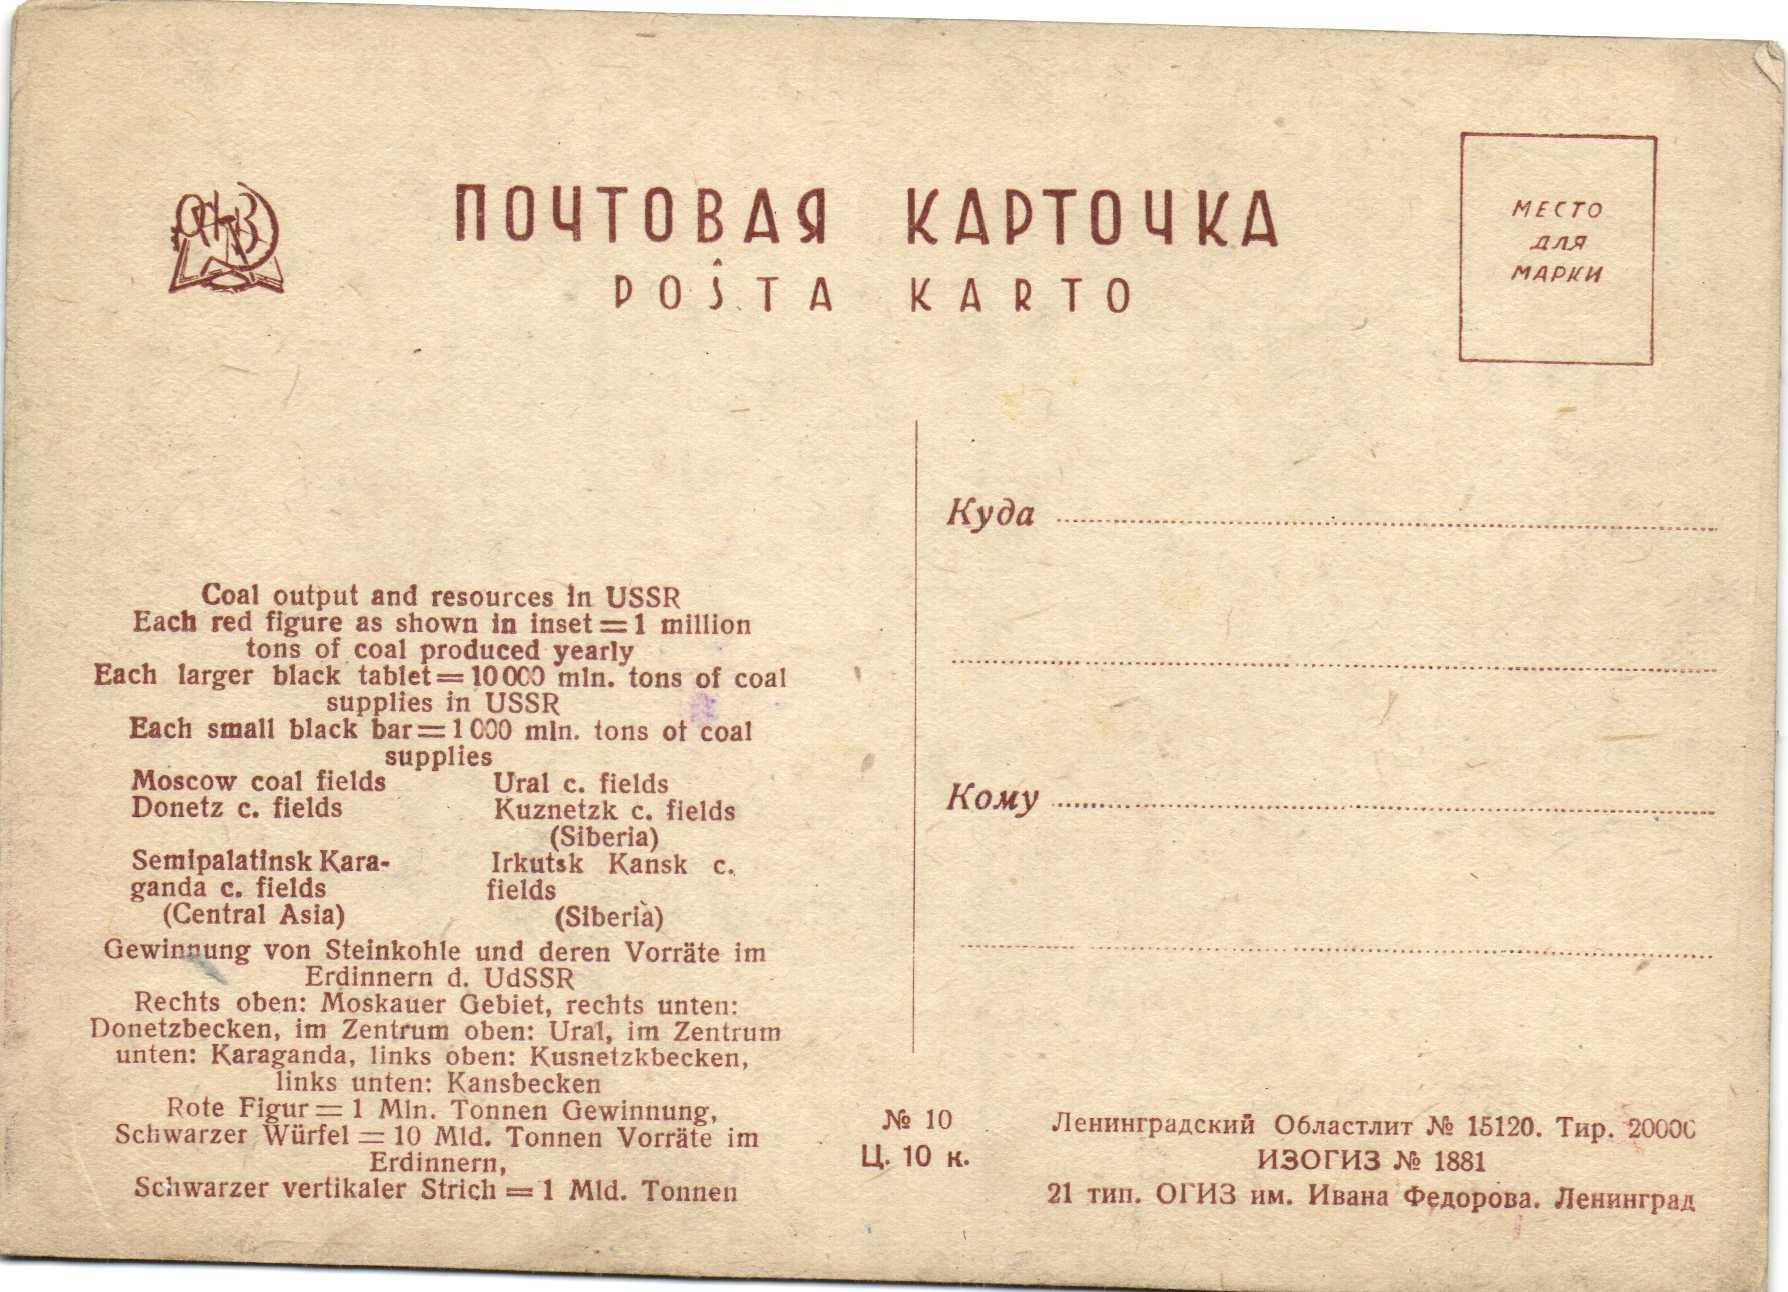 ПОЧТОВАЯ КАРТОЧКА
POŜTA KARTO
МЕСТО
ДЛЯ
МАРКИ
Coal output and resources in USSR
Each red figure as shown in inset = 1 million
tons of coal produced yearly
Each larger black tablet = 10 000 mln. tons of coal
supplies in USSR
Each small black bar = 1 000 mln. tons of coal
supplies
Moscow coal fields Ural c. fields
Donetz c. fields Kuznetzk c. fields
(Siberia)
Semipalatinsk Kara- Irkutsk Kansk c.
ganda c. fields fields
(Central Asia) (Siberia)
Gewinnung von Steinkohle und deren Vorräte im
Erdinnern d. UdSSR
Rechts oben: Moskauer Gebiet, rechts unten:
Donetzbecken, im Zentrum oben: Ural, im Zentrum
unten: Karaganda, links oben: Kusnetzkbecken,
links unten: Kansbecken
Rote Figur = 1 Mln. Tonnen Gewinnung,
Schwarzer Würfel = 10 Mld. Tonnen Vorräte im
Erdinnern,
Schwarzer vertikaler Strich = 1 Mld. Tonnen
Куда
Кому
№ 10
Ц. 10 к.
Ленинградский Областлит № 15120. Тир. 20000
ИЗОГИЗ № 1881
21 тип. ОГИЗ им. Ивана Федорова. Ленинград